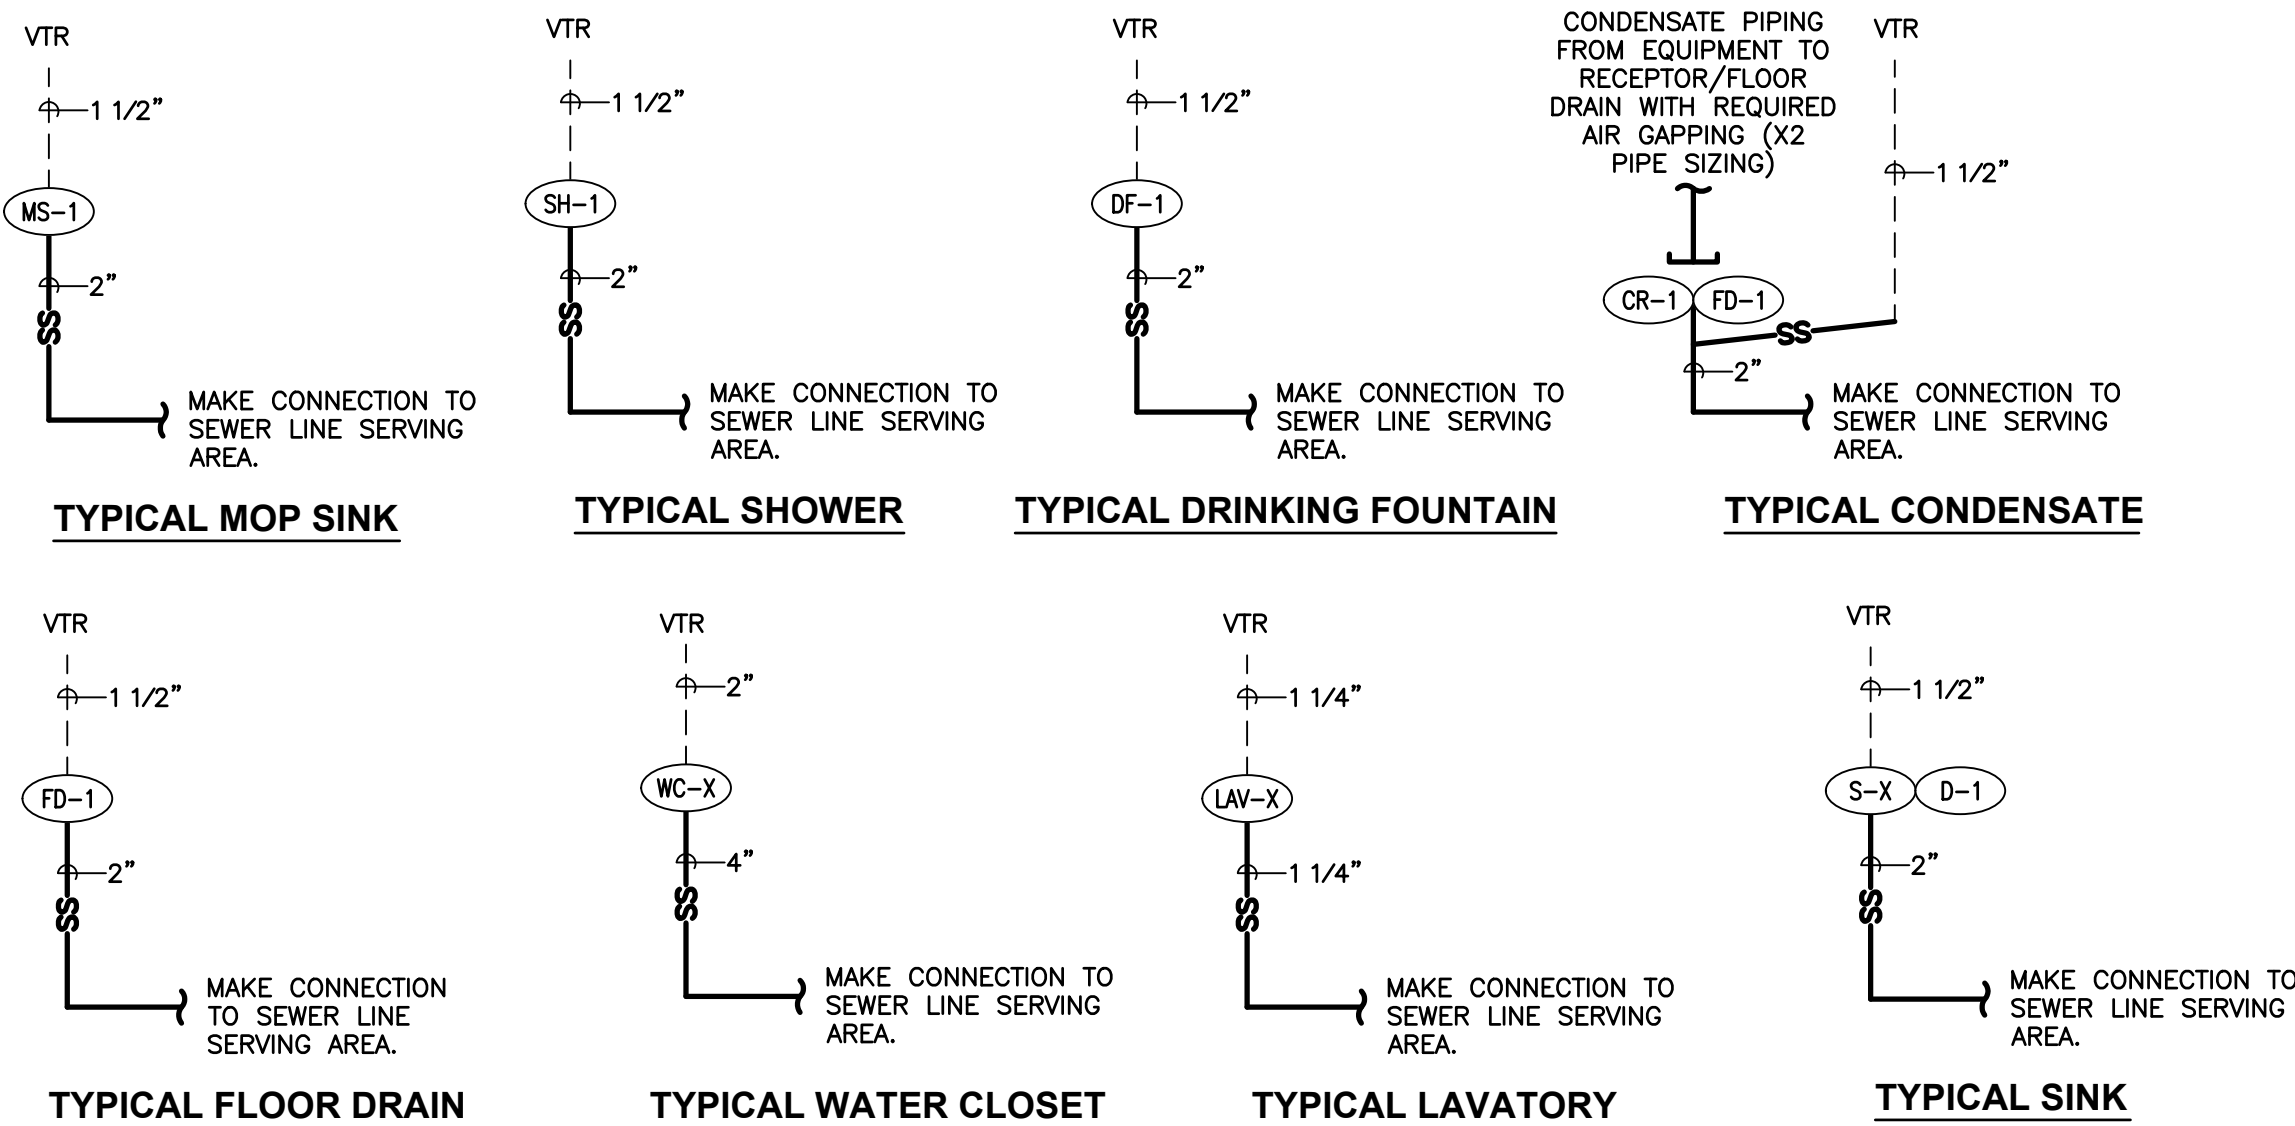 VTR
1 1/2"
MS-1
2"
SS
MAKE CONNECTION TO
SEWER LINE SERVING
AREA.
TYPICAL MOP SINK
VTR
1 1/2"
SH-1
2"
SS
MAKE CONNECTION TO
SEWER LINE SERVING
AREA.
TYPICAL SHOWER
VTR
1 1/2"
DF-1
2"
SS
MAKE CONNECTION TO
SEWER LINE SERVING
AREA.
TYPICAL DRINKING FOUNTAIN
CONDENSATE PIPING
FROM EQUIPMENT TO
RECEPTOR/FLOOR
DRAIN WITH REQUIRED
AIR GAPPING (X2
PIPE SIZING)
VTR
1 1/2"
CR-1
FD-1
SS
2"
MAKE CONNECTION TO
SEWER LINE SERVING
AREA.
TYPICAL CONDENSATE
VTR
1 1/2"
FD-1
2"
SS
MAKE CONNECTION
TO SEWER LINE
SERVING AREA.
TYPICAL FLOOR DRAIN
VTR
2"
WC-X
4"
SS
MAKE CONNECTION TO
SEWER LINE SERVING
AREA.
TYPICAL WATER CLOSET
VTR
1 1/4"
LAV-X
1 1/4"
SS
MAKE CONNECTION TO
SEWER LINE SERVING
AREA.
TYPICAL LAVATORY
VTR
1 1/2"
S-X
D-1
2"
SS
MAKE CONNECTION TO
SEWER LINE SERVING
AREA.
TYPICAL SINK